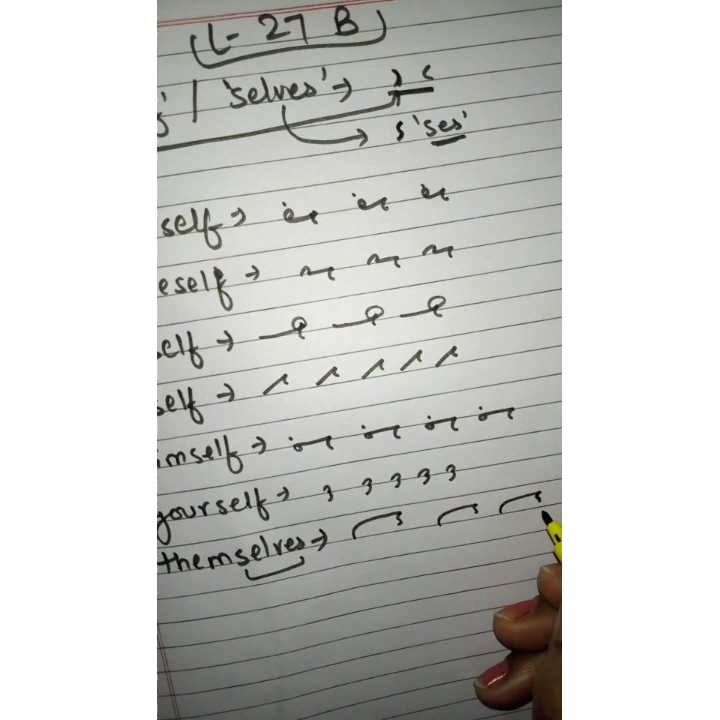 L- 27 B
/ 'selves' →
s 'ses'
self →
eself →
elf →
self →
imself →
yourself →
themselves →